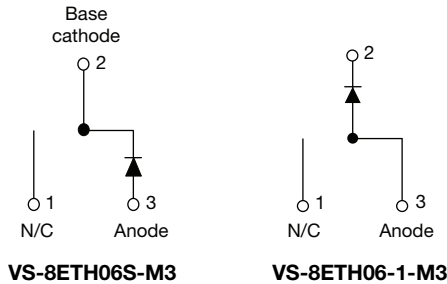 Base
cathode
2
2
1
3
1
3
N/C
Anode
N/C
Anode
VS-8ETH06S-M3
VS-8ETH06-1-M3